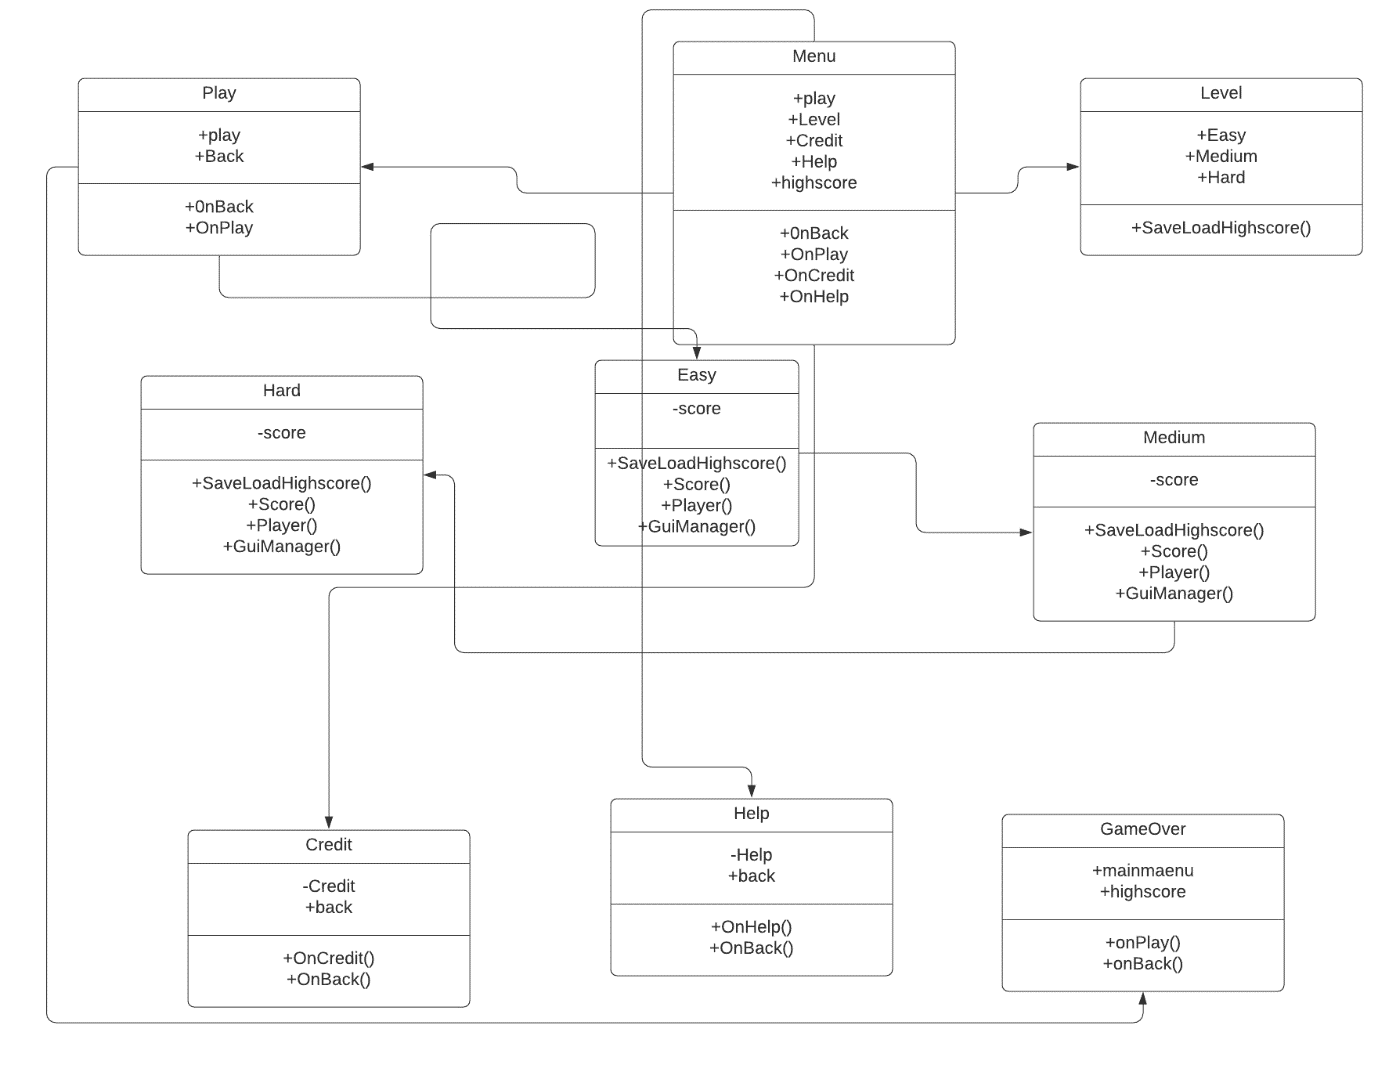 Menu
+play
+Level
+Credit
+Help
+highscore
+0nBack
+OnPlay
+OnCredit
+OnHelp
Play
+play
+Back
+0nBack
+OnPlay
Level
+Easy
+Medium
+Hard
+SaveLoadHighscore()
Easy
-score
+SaveLoadHighscore()
+Score()
+Player()
+GuiManager()
Hard
-score
+SaveLoadHighscore()
+Score()
+Player()
+GuiManager()
Medium
-score
+SaveLoadHighscore()
+Score()
+Player()
+GuiManager()
Help
-Help
+back
+OnHelp()
+OnBack()
GameOver
+mainmaenu
+highscore
+onPlay()
+onBack()
Credit
-Credit
+back
+OnCredit()
+OnBack()